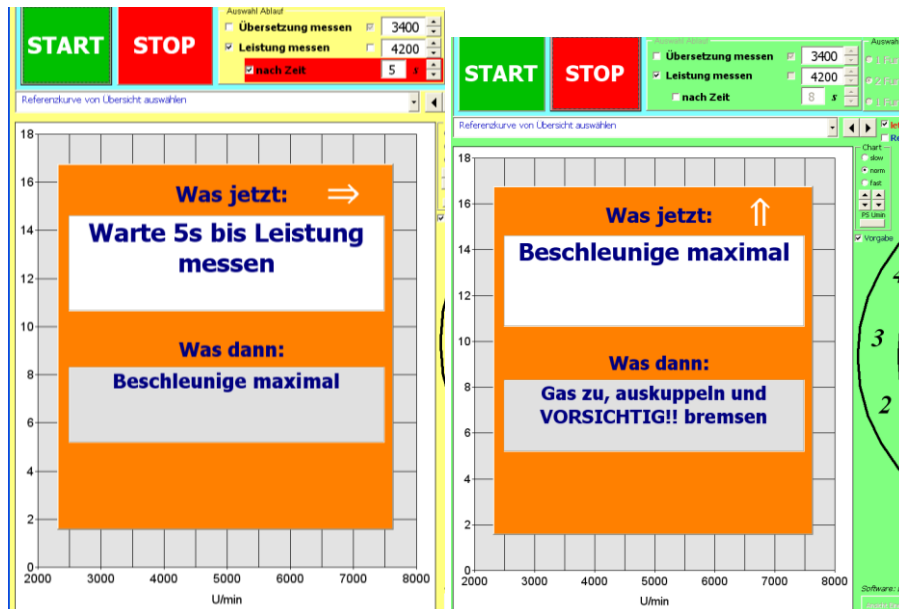 Auswahl Ablauf
START
STOP
Übersetzung messen
3400
Leistung messen
4200
nach Zeit
5 s
Referenzkurve von Übersicht auswählen
18
16
14
12
10
8
6
4
2
0
Was jetzt: ⇒
Warte 5s bis Leistung
messen
Was dann:
Beschleunige maximal
2000 3000 4000 5000 6000 7000 8000
U/min
START
STOP
Übersetzung messen
3400
Leistung messen
4200
nach Zeit
8 s
Auswah
Referenzkurve von Übersicht auswählen
Re
Chart
slow
norm
fast
PS Umin
Vorgabe
18
16
14
12
10
8
6
4
2
0
Was jetzt: ⇑
Beschleunige maximal
Was dann:
Gas zu, auskuppeln und
VORSICHTIG!! bremsen
2000 3000 4000 5000 6000 7000 8000
U/min
3
2
Software: